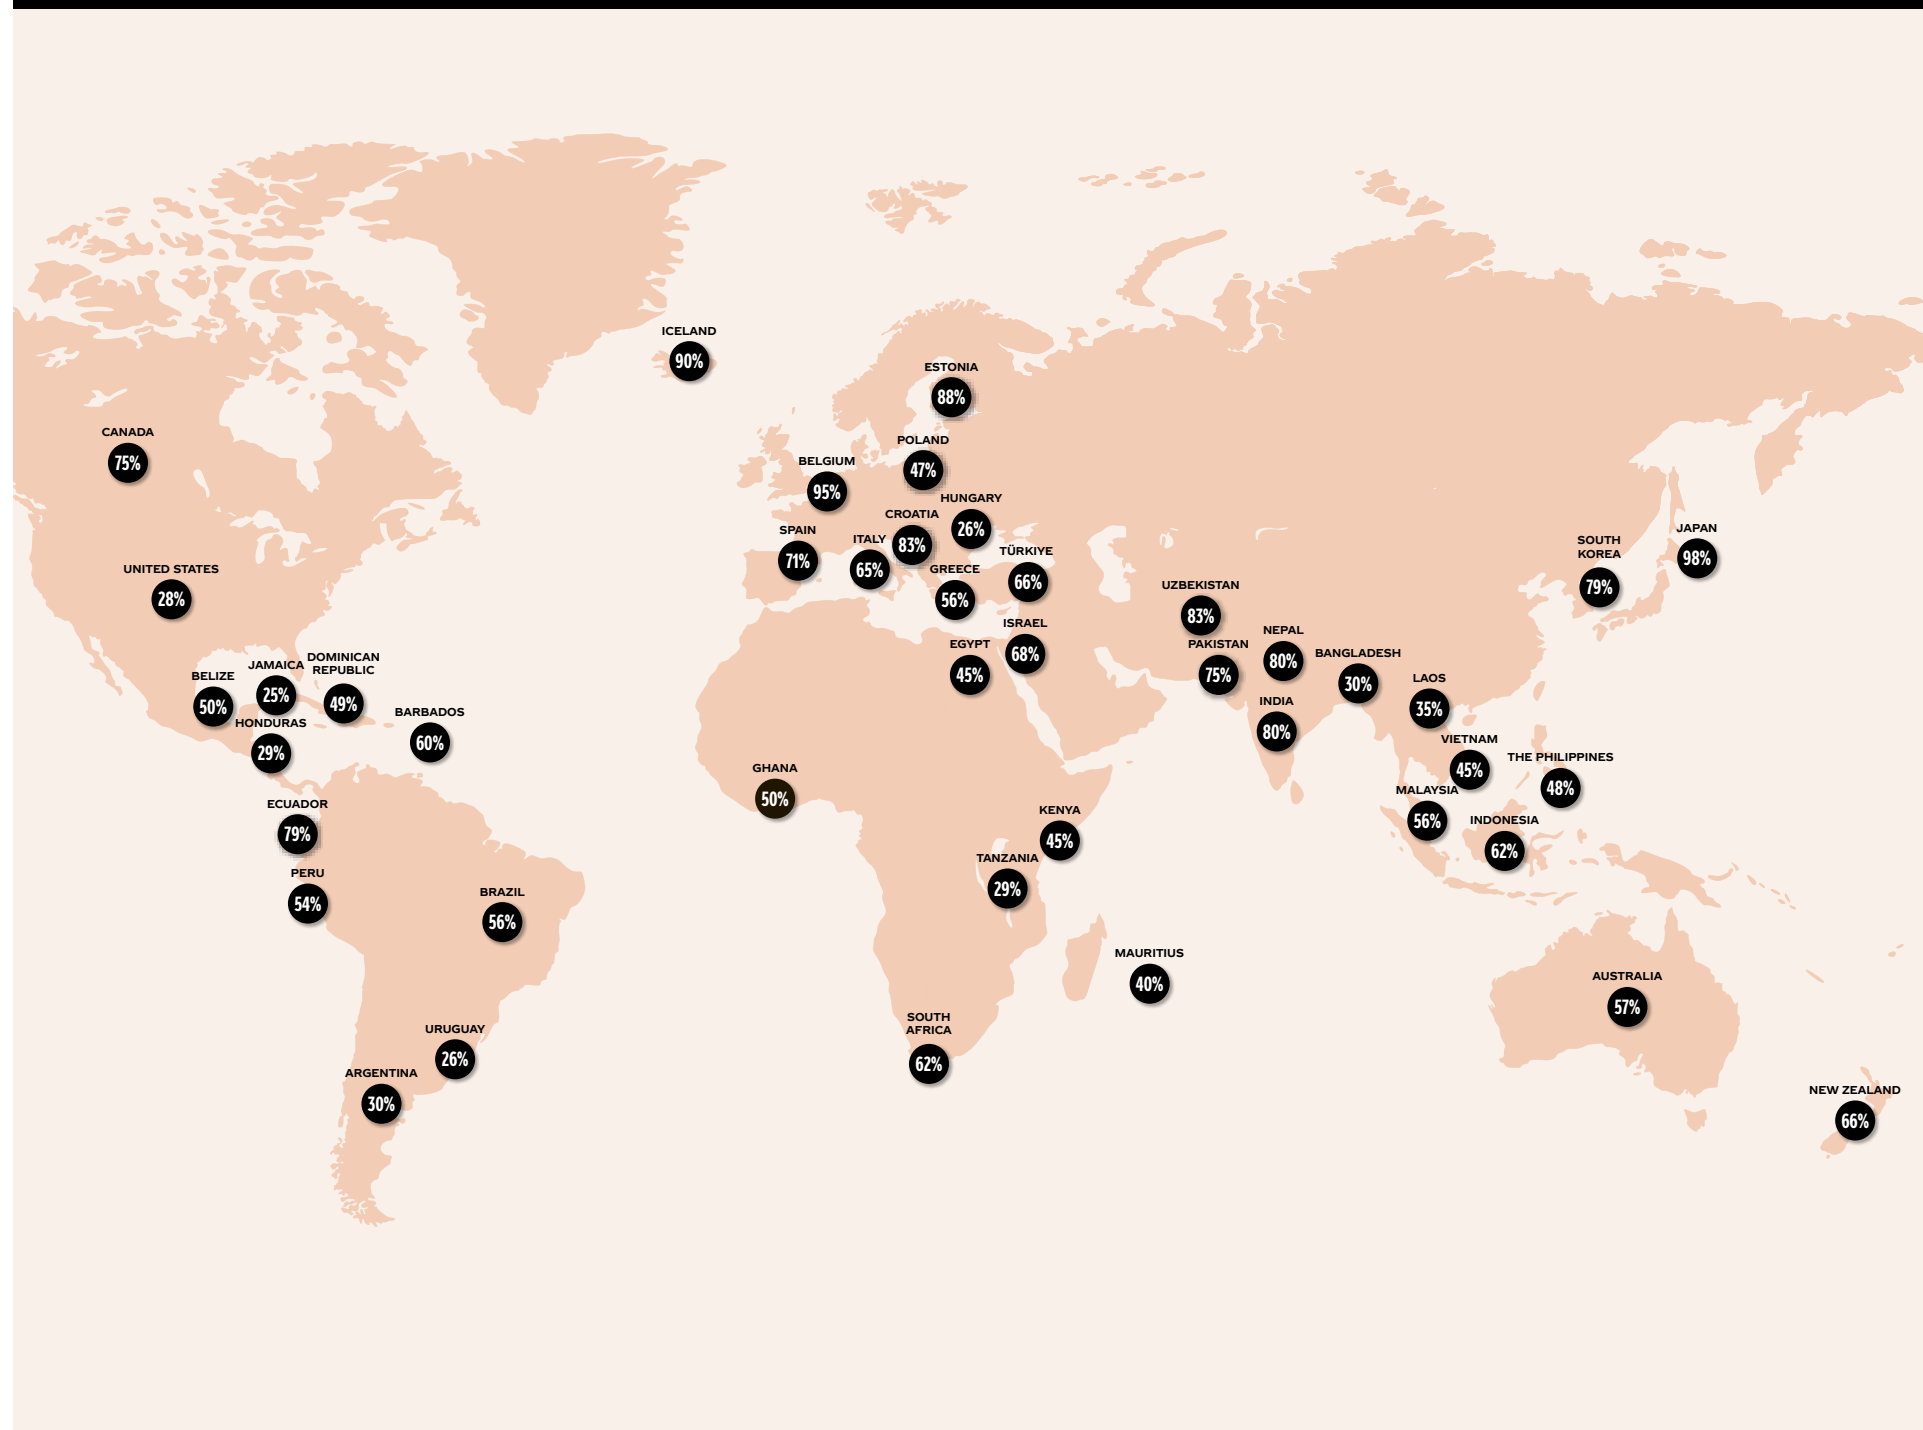 ICELAND
90%
ESTONIA
88%
CANADA
75%
POLAND
47%
BELGIUM
95%
HUNGARY
26%
CROATIA
83%
SPAIN
71%
ITALY
65%
TÜRKIYE
66%
GREECE
56%
JAPAN
98%
SOUTH
KOREA
79%
UNITED STATES
28%
UZBEKISTAN
83%
ISRAEL
68%
EGYPT
45%
PAKISTAN
75%
NEPAL
80%
BANGLADESH
30%
JAMAICA
25%
DOMINICAN
REPUBLIC
49%
BELIZE
50%
LAOS
35%
INDIA
80%
BARBADOS
60%
HONDURAS
29%
VIETNAM
45%
THE PHILIPPINES
48%
GHANA
50%
MALAYSIA
56%
ECUADOR
79%
KENYA
45%
INDONESIA
62%
TANZANIA
29%
PERU
54%
BRAZIL
56%
MAURITIUS
40%
AUSTRALIA
57%
SOUTH
AFRICA
62%
URUGUAY
26%
ARGENTINA
30%
NEW ZEALAND
66%